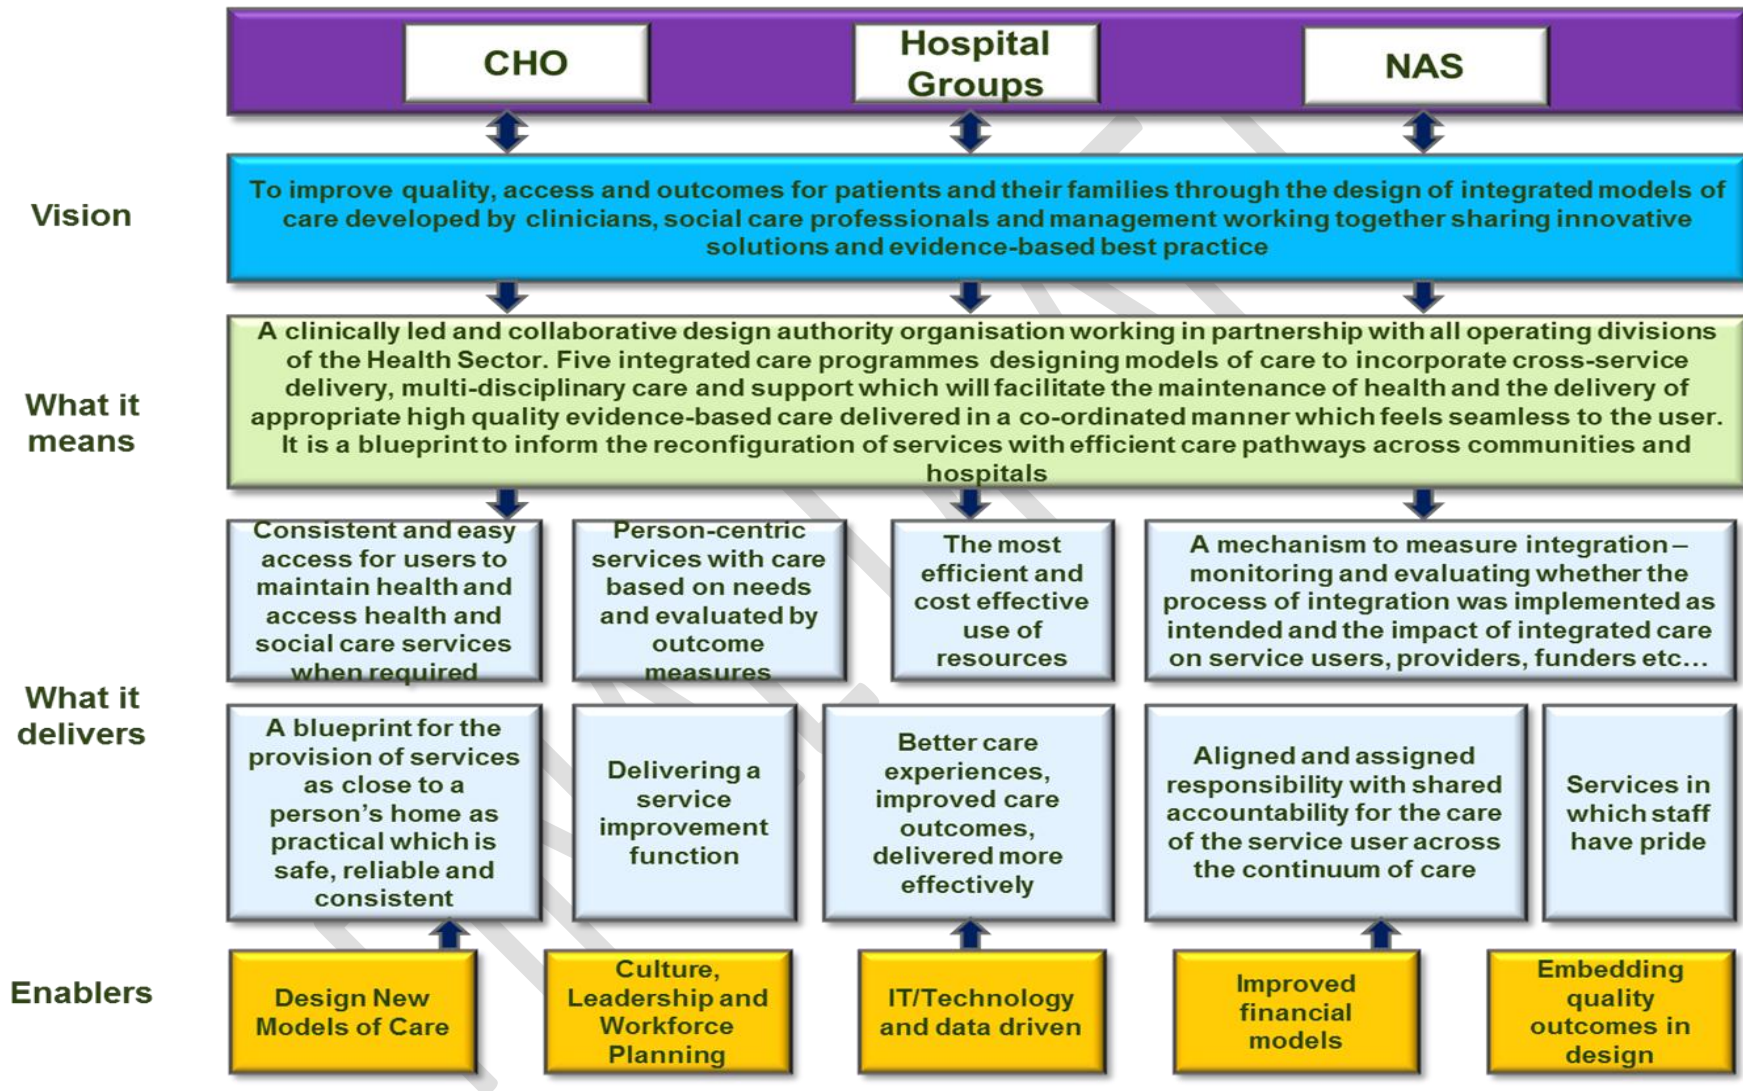 CHO
Hospital
Groups
NAS
Vision
To improve quality, access and outcomes for patients and their families through the design of integrated models of
care developed by clinicians, social care professionals and management working together sharing innovative
solutions and evidence-based best practice
What it
means
A clinically led and collaborative design authority organisation working in partnership with all operating divisions
of the Health Sector. Five integrated care programmes designing models of care to incorporate cross-service
delivery, multi-disciplinary care and support which will facilitate the maintenance of health and the delivery of
appropriate high quality evidence-based care delivered in a co-ordinated manner which feels seamless to the user.
It is a blueprint to inform the reconfiguration of services with efficient care pathways across communities and
hospitals
What it
delivers
Consistent and easy
access for users to
maintain health and
access health and
social care services
when required
Person-centric
services with care
based on needs
and evaluated by
outcome
measures
The most
efficient and
cost effective
use of
resources
A mechanism to measure integration –
monitoring and evaluating whether the
process of integration was implemented as
intended and the impact of integrated care
on service users, providers, funders etc…
A blueprint for the
provision of services
as close to a
person's home as
practical which is
safe, reliable and
consistent
Delivering a
service
improvement
function
Better care
experiences,
improved care
outcomes,
delivered more
effectively
Aligned and assigned
responsibility with shared
accountability for the care
of the service user across
the continuum of care
Services in
which staff
have pride
Enablers
Design New
Models of Care
Culture,
Leadership and
Workforce
Planning
IT/Technology
and data driven
Improved
financial
models
Embedding
quality
outcomes in
design